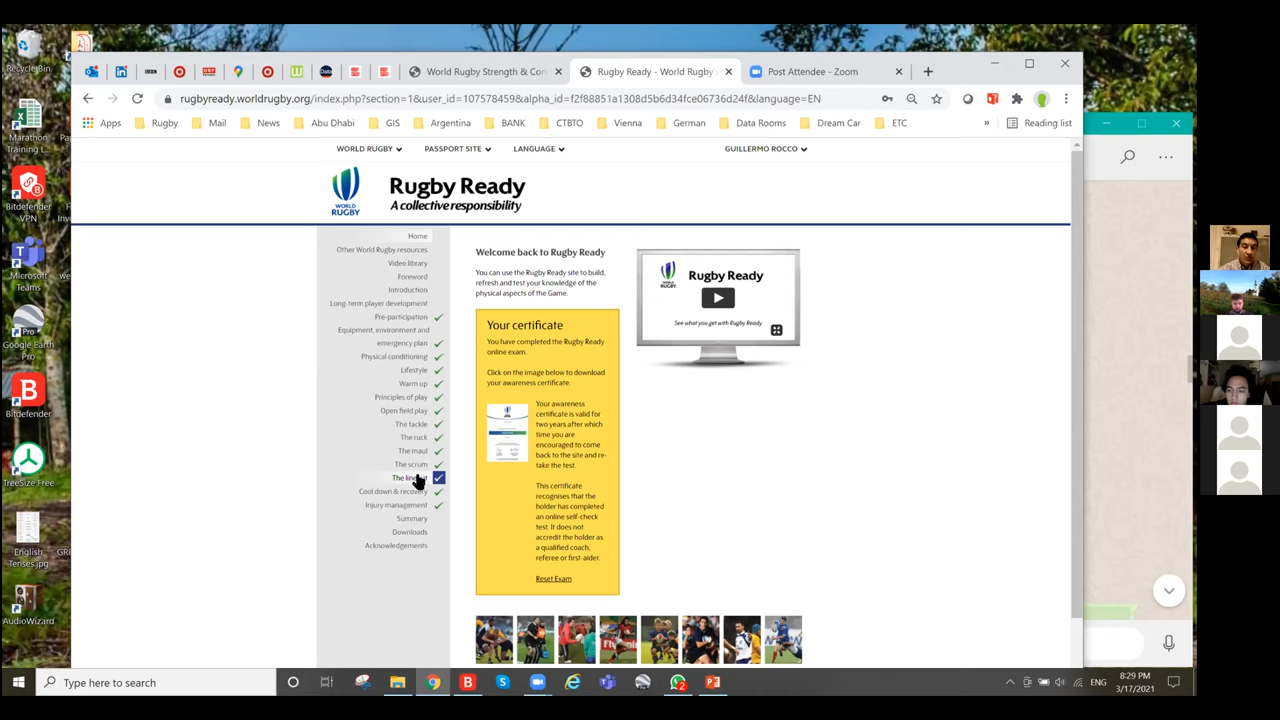 World Rugby Strength & Con
Rugby Ready - World Rugby'
Post Attendee - Zoom
rugbyready.worldrugby.org/index.php?section=1&user_id=107578459&alpha_id=f2f88851a1308d5b6d34fce06736d24f&language=EN
Apps
Rugby
Mail
News
Abu Dhabi
GIS
Argentina
BANK
CTBTO
Vienna
German
Data Rooms
Dream Car
ETC
»
Reading list
WORLD RUGBY
PASSPORT SITE
LANGUAGE
GUILLERMO ROCCO
WORLD
RUGBY
Rugby Ready
A collective responsibility
Home
Other World Rugby resources
Video library
Foreword
Introduction
Long-term player development
Pre-participation
Equipment, environment and
emergency plan
Physical conditioning
Lifestyle
Warm up
Principles of play
Open field play
The tackle
The ruck
The maul
The scrum
The
Cool down & recovery
Injury management
Summary
Downloads
Acknowledgements
Welcome back to Rugby Ready
You can use the Rugby Ready site to build,
refresh and test your knowledge of the
physical aspects of the Game.
Your certificate
You have completed the Rugby Ready
online exam.
Click on the image below to download
your awareness certificate.
Your awareness
certificate is valid for
two years after which
time you are
encouraged to come
back to the site and re-
take the test.
This certificate
recognises that the
holder has completed
an online self-check
test. It does not
accredit the holder as
a qualified coach,
referee or first-aider.
Reset Exam
WORLD
RUGBY
Rugby Ready
See what you get with Rugby Ready
Recycle Bin
Marathon
Training L...
Bitdefender
VPN
Microsoft
Teams
Google Earth
Pro
Bitdefender
TreeSize Free
English
Tenses.jpg
AudioWizard
Type here to search
ENG
8:29 PM
3/17/2021